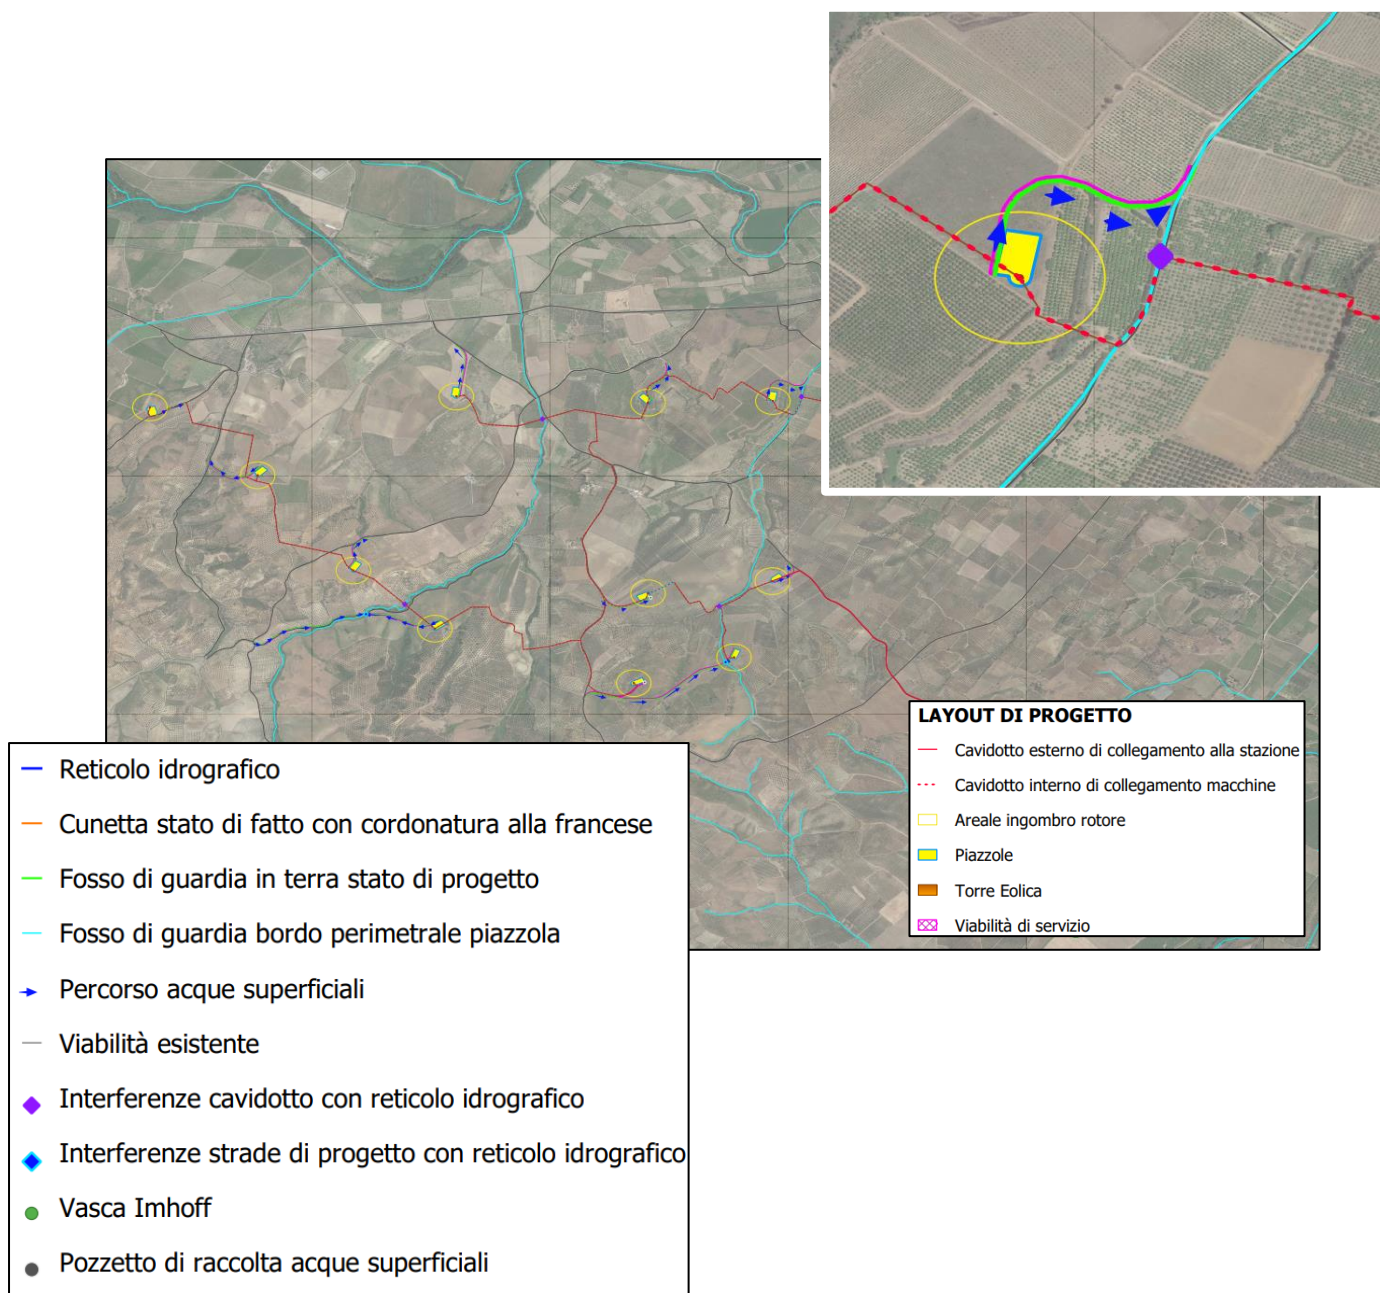 LAYOUT DI PROGETTO
Cavidotto esterno di collegamento alla stazione
Cavidotto interno di collegamento macchine
Areale ingombro rotore
Piazzole
Torre Eolica
Viabilità di servizio
Reticolo idrografico
Cunetta stato di fatto con cordonatura alla francese
Fosso di guardia in terra stato di progetto
Fosso di guardia bordo perimetrale piazzola
Percorso acque superficiali
Viabilità esistente
Interferenze cavidotto con reticolo idrografico
Interferenze strade di progetto con reticolo idrografico
Vasca Imhoff
Pozzetto di raccolta acque superficiali